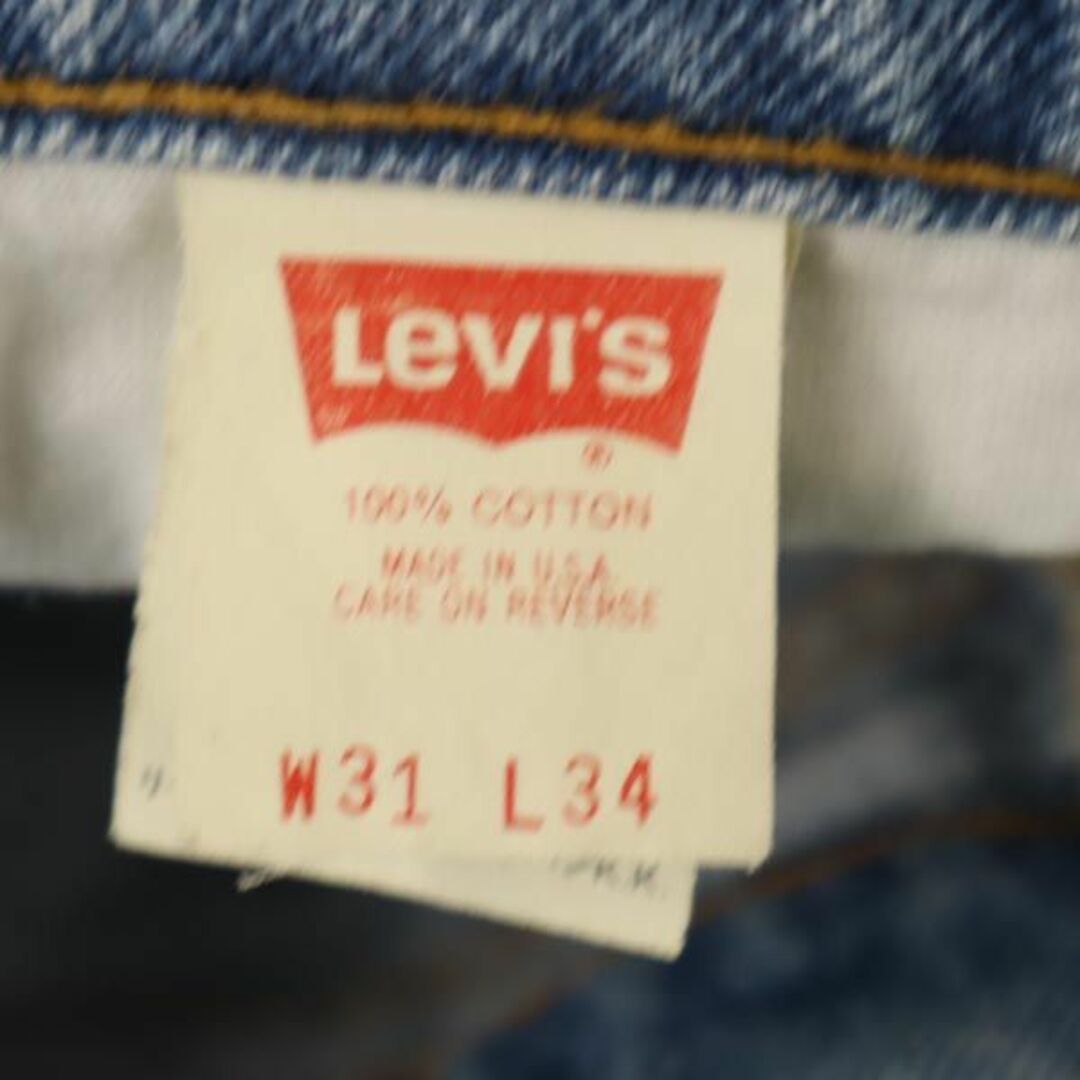 LEVI'S
®
100% COTTON
MADE IN U.S.A.
CARE ON REVERSE
W31 L34